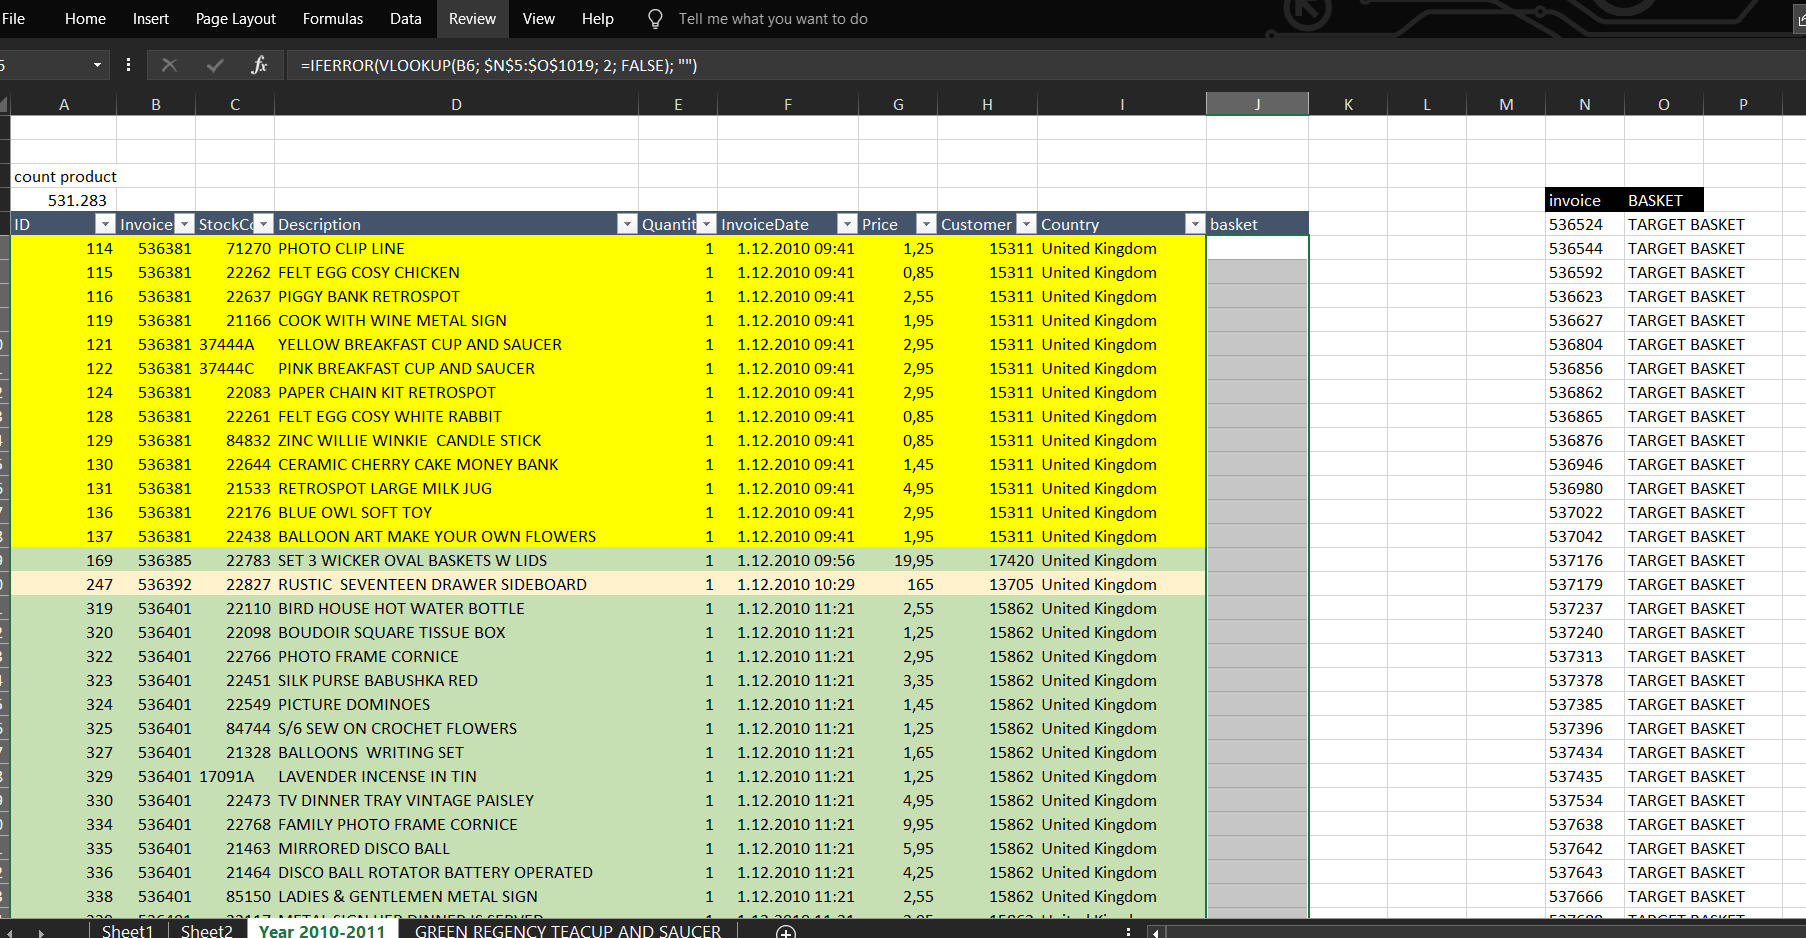 File Home Insert Page Layout Formulas Data Review View Help Tell me what you want to do
fx =IFERROR(VLOOKUP(B6; $N$5:$O$1019; 2; FALSE); "")
A B C D E F G H I J K L M N O P
count product
531.283 invoice BASKET
ID Invoice StockCo Description Quantit InvoiceDate Price Customer Country basket 536524 TARGET BASKET
114 536381 71270 PHOTO CLIP LINE 1 1.12.2010 09:41 1,25 15311 United Kingdom 536544 TARGET BASKET
115 536381 22262 FELT EGG COSY CHICKEN 1 1.12.2010 09:41 0,85 15311 United Kingdom 536592 TARGET BASKET
116 536381 22637 PIGGY BANK RETROSPOT 1 1.12.2010 09:41 2,55 15311 United Kingdom 536623 TARGET BASKET
119 536381 21166 COOK WITH WINE METAL SIGN 1 1.12.2010 09:41 1,95 15311 United Kingdom 536627 TARGET BASKET
121 536381 37444A YELLOW BREAKFAST CUP AND SAUCER 1 1.12.2010 09:41 2,95 15311 United Kingdom 536804 TARGET BASKET
122 536381 37444C PINK BREAKFAST CUP AND SAUCER 1 1.12.2010 09:41 2,95 15311 United Kingdom 536856 TARGET BASKET
124 536381 22083 PAPER CHAIN KIT RETROSPOT 1 1.12.2010 09:41 2,95 15311 United Kingdom 536862 TARGET BASKET
128 536381 22261 FELT EGG COSY WHITE RABBIT 1 1.12.2010 09:41 0,85 15311 United Kingdom 536865 TARGET BASKET
129 536381 84832 ZINC WILLIE WINKIE  CANDLE STICK 1 1.12.2010 09:41 0,85 15311 United Kingdom 536876 TARGET BASKET
130 536381 22644 CERAMIC CHERRY CAKE MONEY BANK 1 1.12.2010 09:41 1,45 15311 United Kingdom 536946 TARGET BASKET
131 536381 21533 RETROSPOT LARGE MILK JUG 1 1.12.2010 09:41 4,95 15311 United Kingdom 536980 TARGET BASKET
136 536381 22176 BLUE OWL SOFT TOY 1 1.12.2010 09:41 2,95 15311 United Kingdom 537022 TARGET BASKET
137 536381 22438 BALLOON ART MAKE YOUR OWN FLOWERS 1 1.12.2010 09:41 1,95 15311 United Kingdom 537042 TARGET BASKET
169 536385 22783 SET 3 WICKER OVAL BASKETS W LIDS 1 1.12.2010 09:56 19,95 17420 United Kingdom 537176 TARGET BASKET
247 536392 22827 RUSTIC  SEVENTEEN DRAWER SIDEBOARD 1 1.12.2010 10:29 165 13705 United Kingdom 537179 TARGET BASKET
319 536401 22110 BIRD HOUSE HOT WATER BOTTLE 1 1.12.2010 11:21 2,55 15862 United Kingdom 537237 TARGET BASKET
320 536401 22098 BOUDOIR SQUARE TISSUE BOX 1 1.12.2010 11:21 1,25 15862 United Kingdom 537240 TARGET BASKET
322 536401 22766 PHOTO FRAME CORNICE 1 1.12.2010 11:21 2,95 15862 United Kingdom 537313 TARGET BASKET
323 536401 22451 SILK PURSE BABUSHKA RED 1 1.12.2010 11:21 3,35 15862 United Kingdom 537378 TARGET BASKET
324 536401 22549 PICTURE DOMINOES 1 1.12.2010 11:21 1,45 15862 United Kingdom 537385 TARGET BASKET
325 536401 84744 S/6 SEW ON CROCHET FLOWERS 1 1.12.2010 11:21 1,25 15862 United Kingdom 537396 TARGET BASKET
327 536401 21328 BALLOONS  WRITING SET 1 1.12.2010 11:21 1,65 15862 United Kingdom 537434 TARGET BASKET
329 536401 17091A LAVENDER INCENSE IN TIN 1 1.12.2010 11:21 1,25 15862 United Kingdom 537435 TARGET BASKET
330 536401 22473 TV DINNER TRAY VINTAGE PAISLEY 1 1.12.2010 11:21 4,95 15862 United Kingdom 537534 TARGET BASKET
334 536401 22768 FAMILY PHOTO FRAME CORNICE 1 1.12.2010 11:21 9,95 15862 United Kingdom 537638 TARGET BASKET
335 536401 21463 MIRRORED DISCO BALL 1 1.12.2010 11:21 5,95 15862 United Kingdom 537642 TARGET BASKET
336 536401 21464 DISCO BALL ROTATOR BATTERY OPERATED 1 1.12.2010 11:21 4,25 15862 United Kingdom 537643 TARGET BASKET
338 536401 85150 LADIES & GENTLEMEN METAL SIGN 1 1.12.2010 11:21 2,55 15862 United Kingdom 537666 TARGET BASKET
Sheet1 Sheet2 Year 2010-2011 GREEN REGENCY TEACUP AND SAUCER